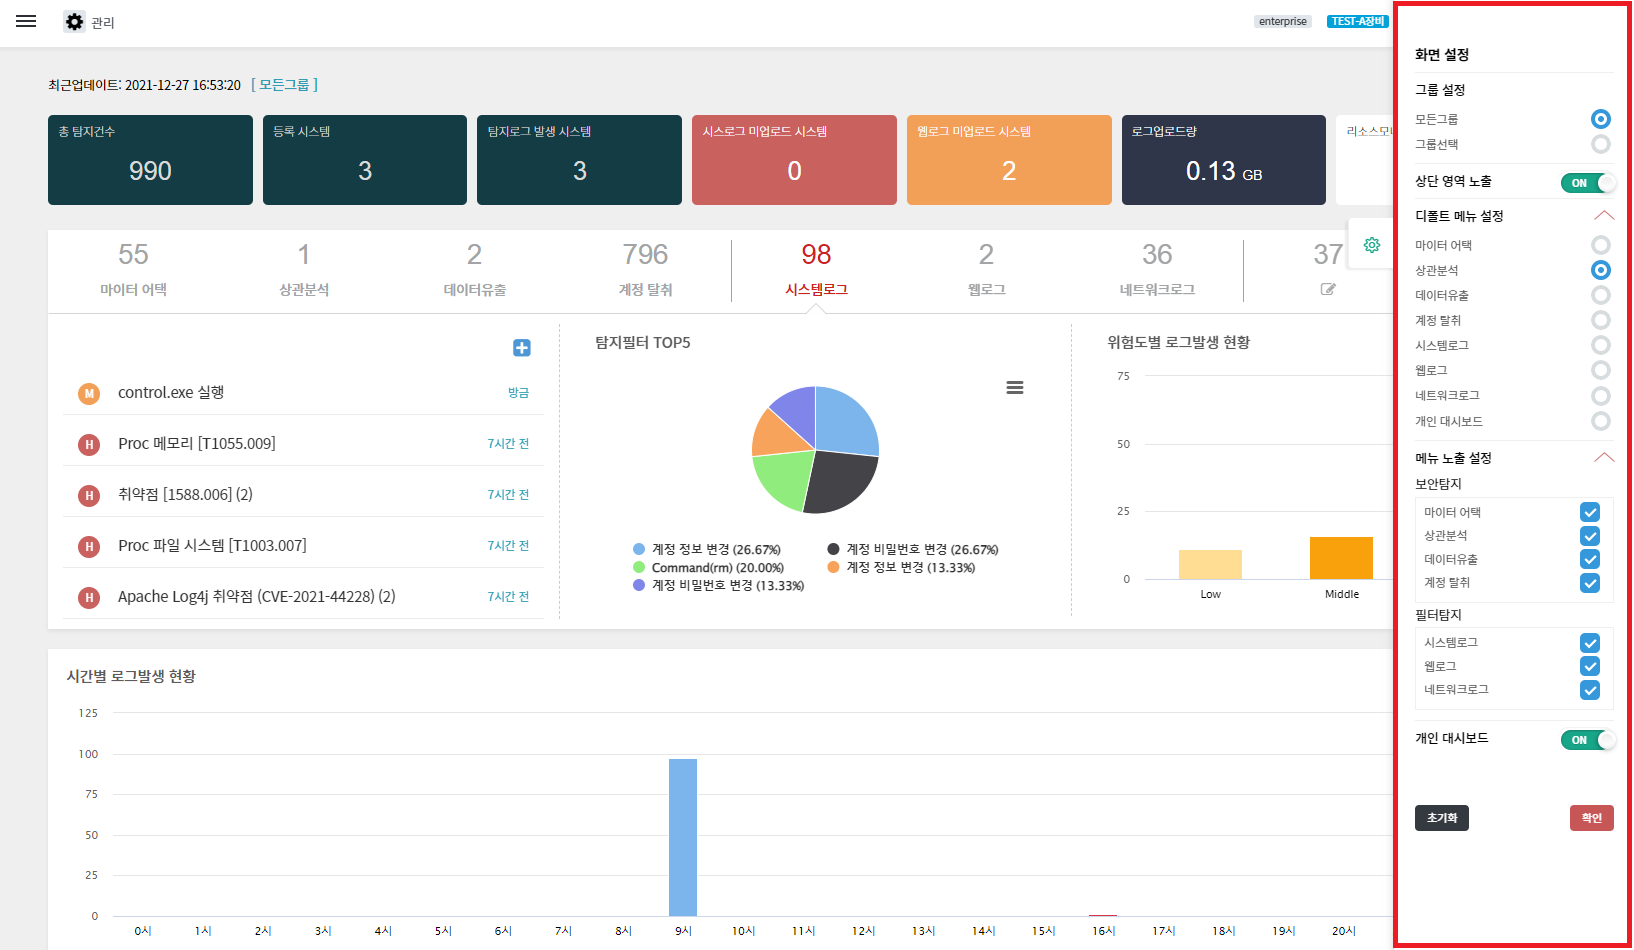 관리
enterprise
TEST-A장비
최근업데이트: 2021-12-27 16:53:20 [ 모든그룹 ]
총 탐지건수
990
등록 시스템
3
탐지로그 발생 시스템
3
시스로그 미업로드 시스템
0
웹로그 미업로드 시스템
2
로그업로드량
0.13 GB
리소스모니
55
마이터 어택
1
상관분석
2
데이터유출
796
계정 탈취
98
시스템로그
2
웹로그
36
네트워크로그
37
M control.exe 실행 방금
H Proc 메모리 [T1055.009] 7시간 전
H 취약점 [1588.006] (2) 7시간 전
H Proc 파일 시스템 [T1003.007] 7시간 전
H Apache Log4j 취약점 (CVE-2021-44228) (2) 7시간 전
탐지필터 TOP5
계정 정보 변경 (26.67%) 계정 비밀번호 변경 (26.67%)
Command(rm) (20.00%) 계정 정보 변경 (13.33%)
계정 비밀번호 변경 (13.33%)
위험도별 로그발생 현황
75
50
25
0
Low Middle
시간별 로그발생 현황
125
100
75
50
25
0
0시 1시 2시 3시 4시 5시 6시 7시 8시 9시 10시 11시 12시 13시 14시 15시 16시 17시 18시 19시 20시
화면 설정
그룹 설정
모든그룹
그룹선택
상단 영역 노출 ON
디폴트 메뉴 설정
마이터 어택
상관분석
데이터유출
계정 탈취
시스템로그
웹로그
네트워크로그
개인 대시보드
메뉴 노출 설정
보안탐지
마이터 어택
상관분석
데이터유출
계정 탈취
필터탐지
시스템로그
웹로그
네트워크로그
개인 대시보드 ON
초기화 확인